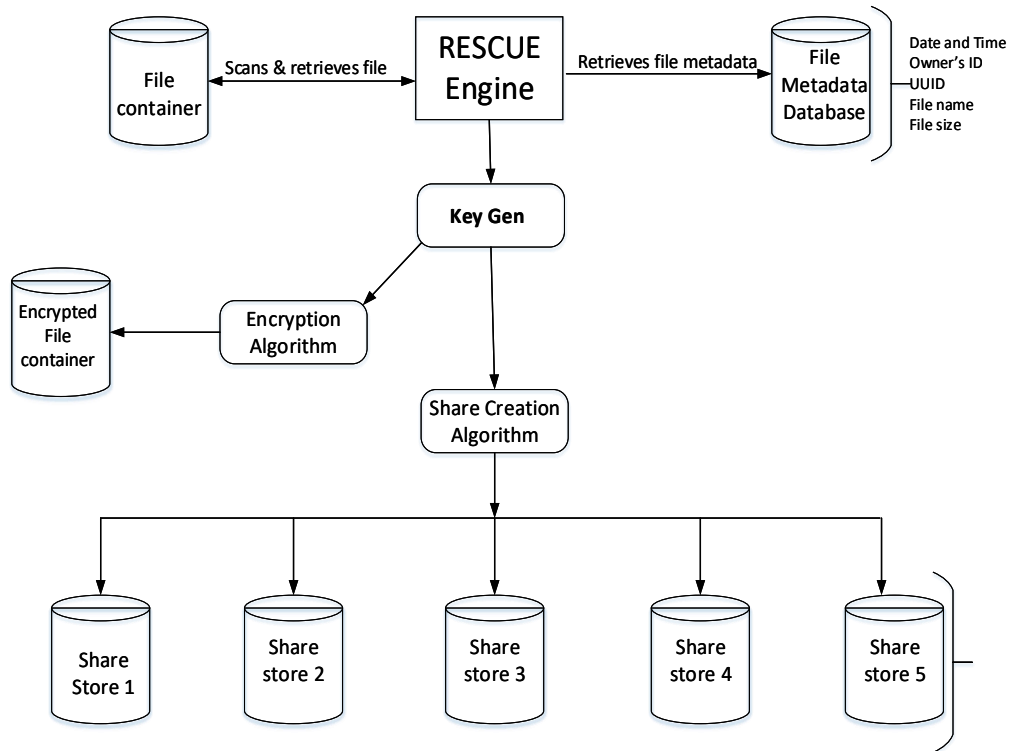 File
container
Scans & retrieves file
RESCUE
Engine
Retrieves file metadata
File
Metadata
Database
Date and Time
Owner's ID
UUID
File name
File size
Key Gen
Encrypted
File
container
Encryption
Algorithm
Share Creation
Algorithm
Share
Store 1
Share
store 2
Share
store 3
Share
store 4
Share
store 5